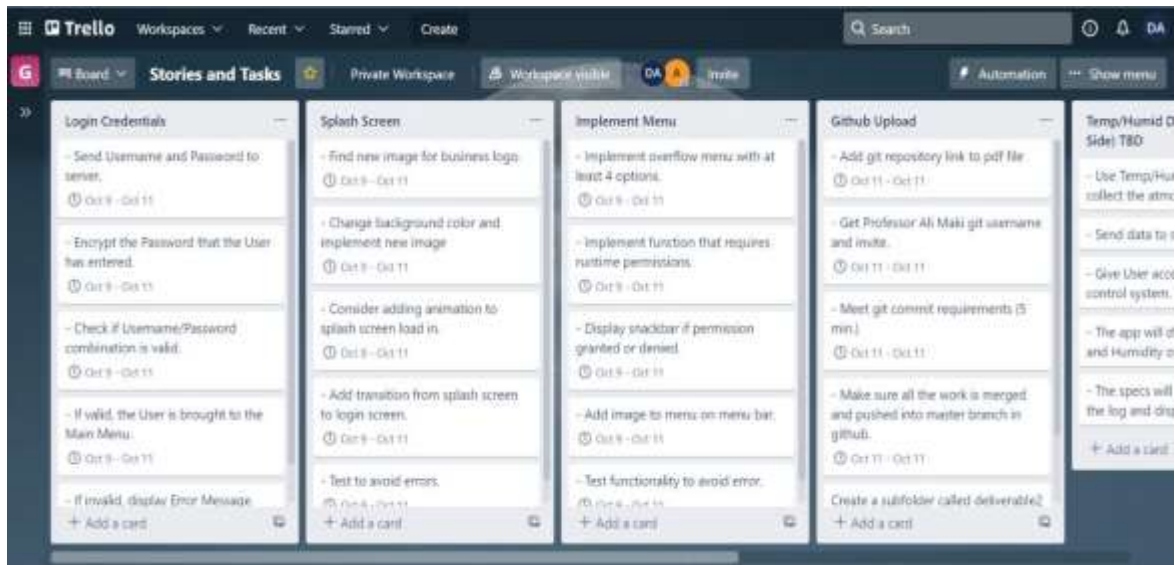 Trello Workspaces Recent Starred Create Search DA
G Board Stories and Tasks Private Workspace Workspace visible DA A Invite Automation Show menu
Login Credentials
- Send Username and Password to
server.
Oct 9 - Oct 11
- Encrypt the Password that the User
has entered.
Oct 9 - Oct 11
- Check if Username/Password
combination is valid.
Oct 9 - Oct 11
- If valid, the User is brought to the
Main Menu.
Oct 9 - Oct 11
- If invalid, display Error Message
+ Add a card
Splash Screen
- Find new image for business logo
Oct 9 - Oct 11
- Change background color and
implement new image
Oct 9 - Oct 11
- Consider adding animation to
splash screen load in.
Oct 9 - Oct 11
- Add transition from splash screen
to login screen.
Oct 9 - Oct 11
- Test to avoid errors.
Oct 9 - Oct 11
+ Add a card
Implement Menu
- Implement overflow menu with at
least 4 options.
Oct 9 - Oct 11
- Implement function that requires
runtime permissions.
Oct 9 - Oct 11
- Display snackbar if permission
granted or denied.
Oct 9 - Oct 11
- Add image to menu on menu bar.
Oct 9 - Oct 11
- Test functionality to avoid error.
Oct 9 - Oct 11
+ Add a card
Github Upload
- Add git repository link to pdf file
Oct 11 - Oct 11
- Get Professor Ali Maki git username
and invite.
Oct 11 - Oct 11
- Meet git commit requirements (5
min.)
Oct 11 - Oct 11
- Make sure all the work is merged
and pushed into master branch in
github.
Oct 11 - Oct 11
Create a subfolder called deliverable2
+ Add a card
Temp/Humid D
Side) TBD
- Use Temp/Hum
collect the atmo
- Send data to
- Give User acc
control system.
- The app will d
and Humidity o
- The specs will
the log and disp
+ Add a card